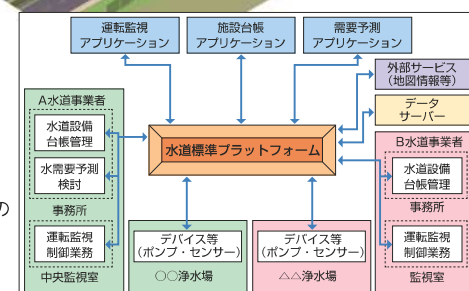 運転監視
アプリケーション
施設台帳
アプリケーション
需要予測
アプリケーション
外部サービス
（地図情報等）
データ
サーバー
A水道事業者
水道設備
台帳管理
水需要予測
検討
事務所
運転監視
制御業務
中央監視室
水道標準プラットフォーム
B水道事業者
水道設備
台帳管理
事務所
運転監視
制御業務
監視室
デバイス等
（ポンプ・センサー）
○○浄水場
デバイス等
（ポンプ・センサー）
△△浄水場
の